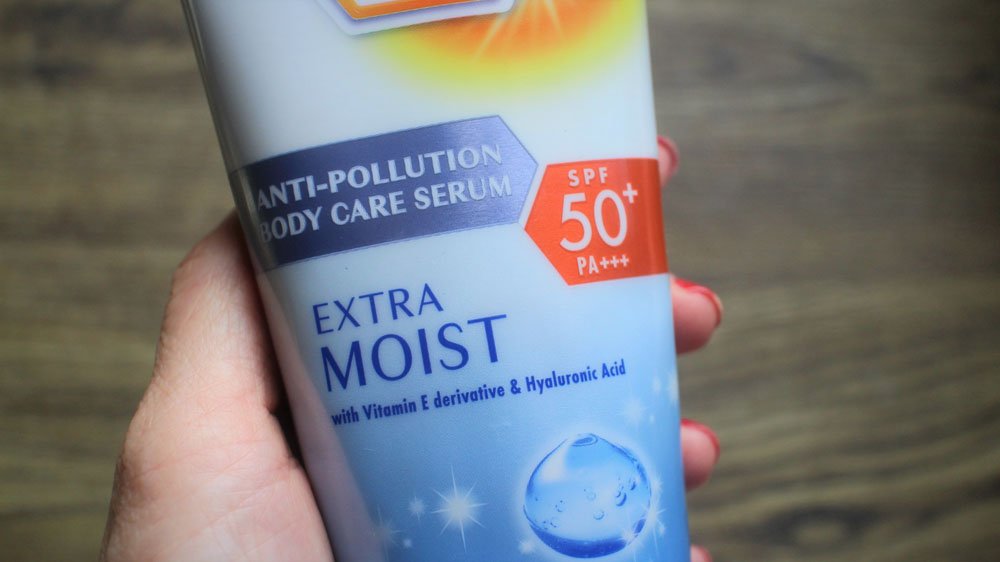 ANTI-POLLUTION
BODY CARE SERUM
SPF
50+
PA+++
EXTRA
MOIST
with Vitamin E derivative & Hyaluronic Acid